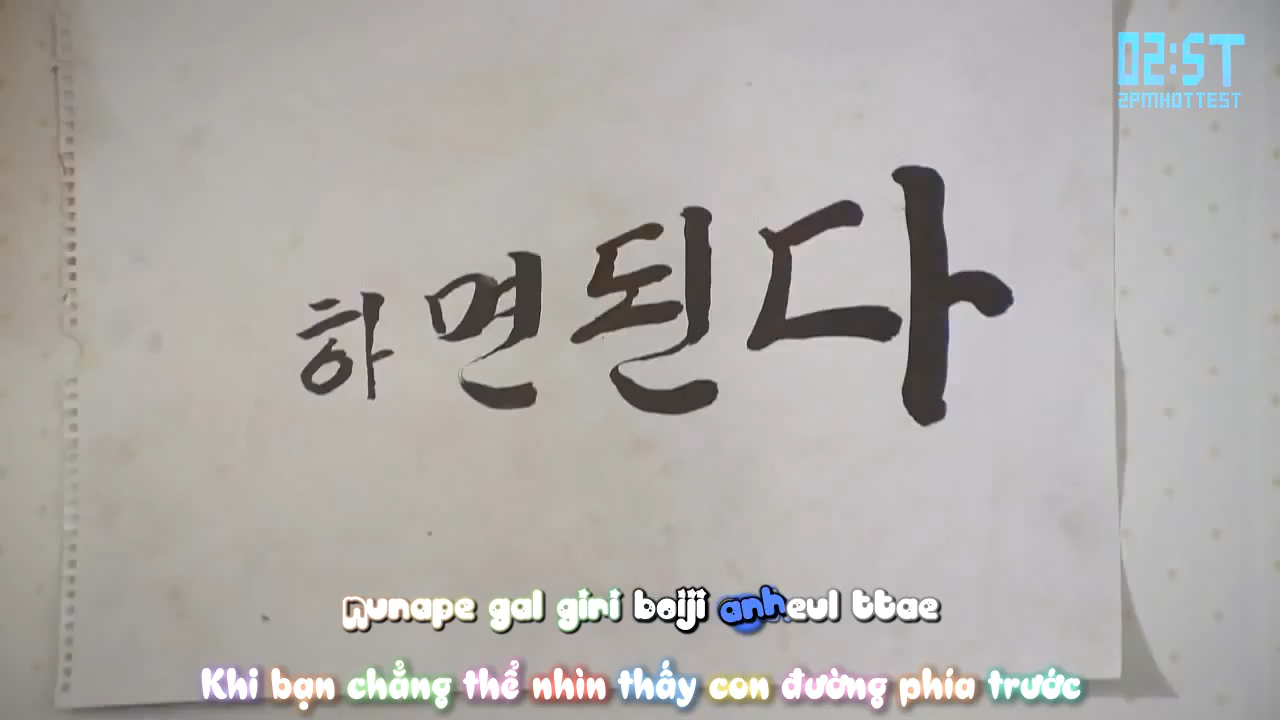 02:ST
2PMHOTTEST
하면된다
nunape gal giri boiji anheul ttae
Khi bạn chẳng thể nhìn thấy con đường phía trước